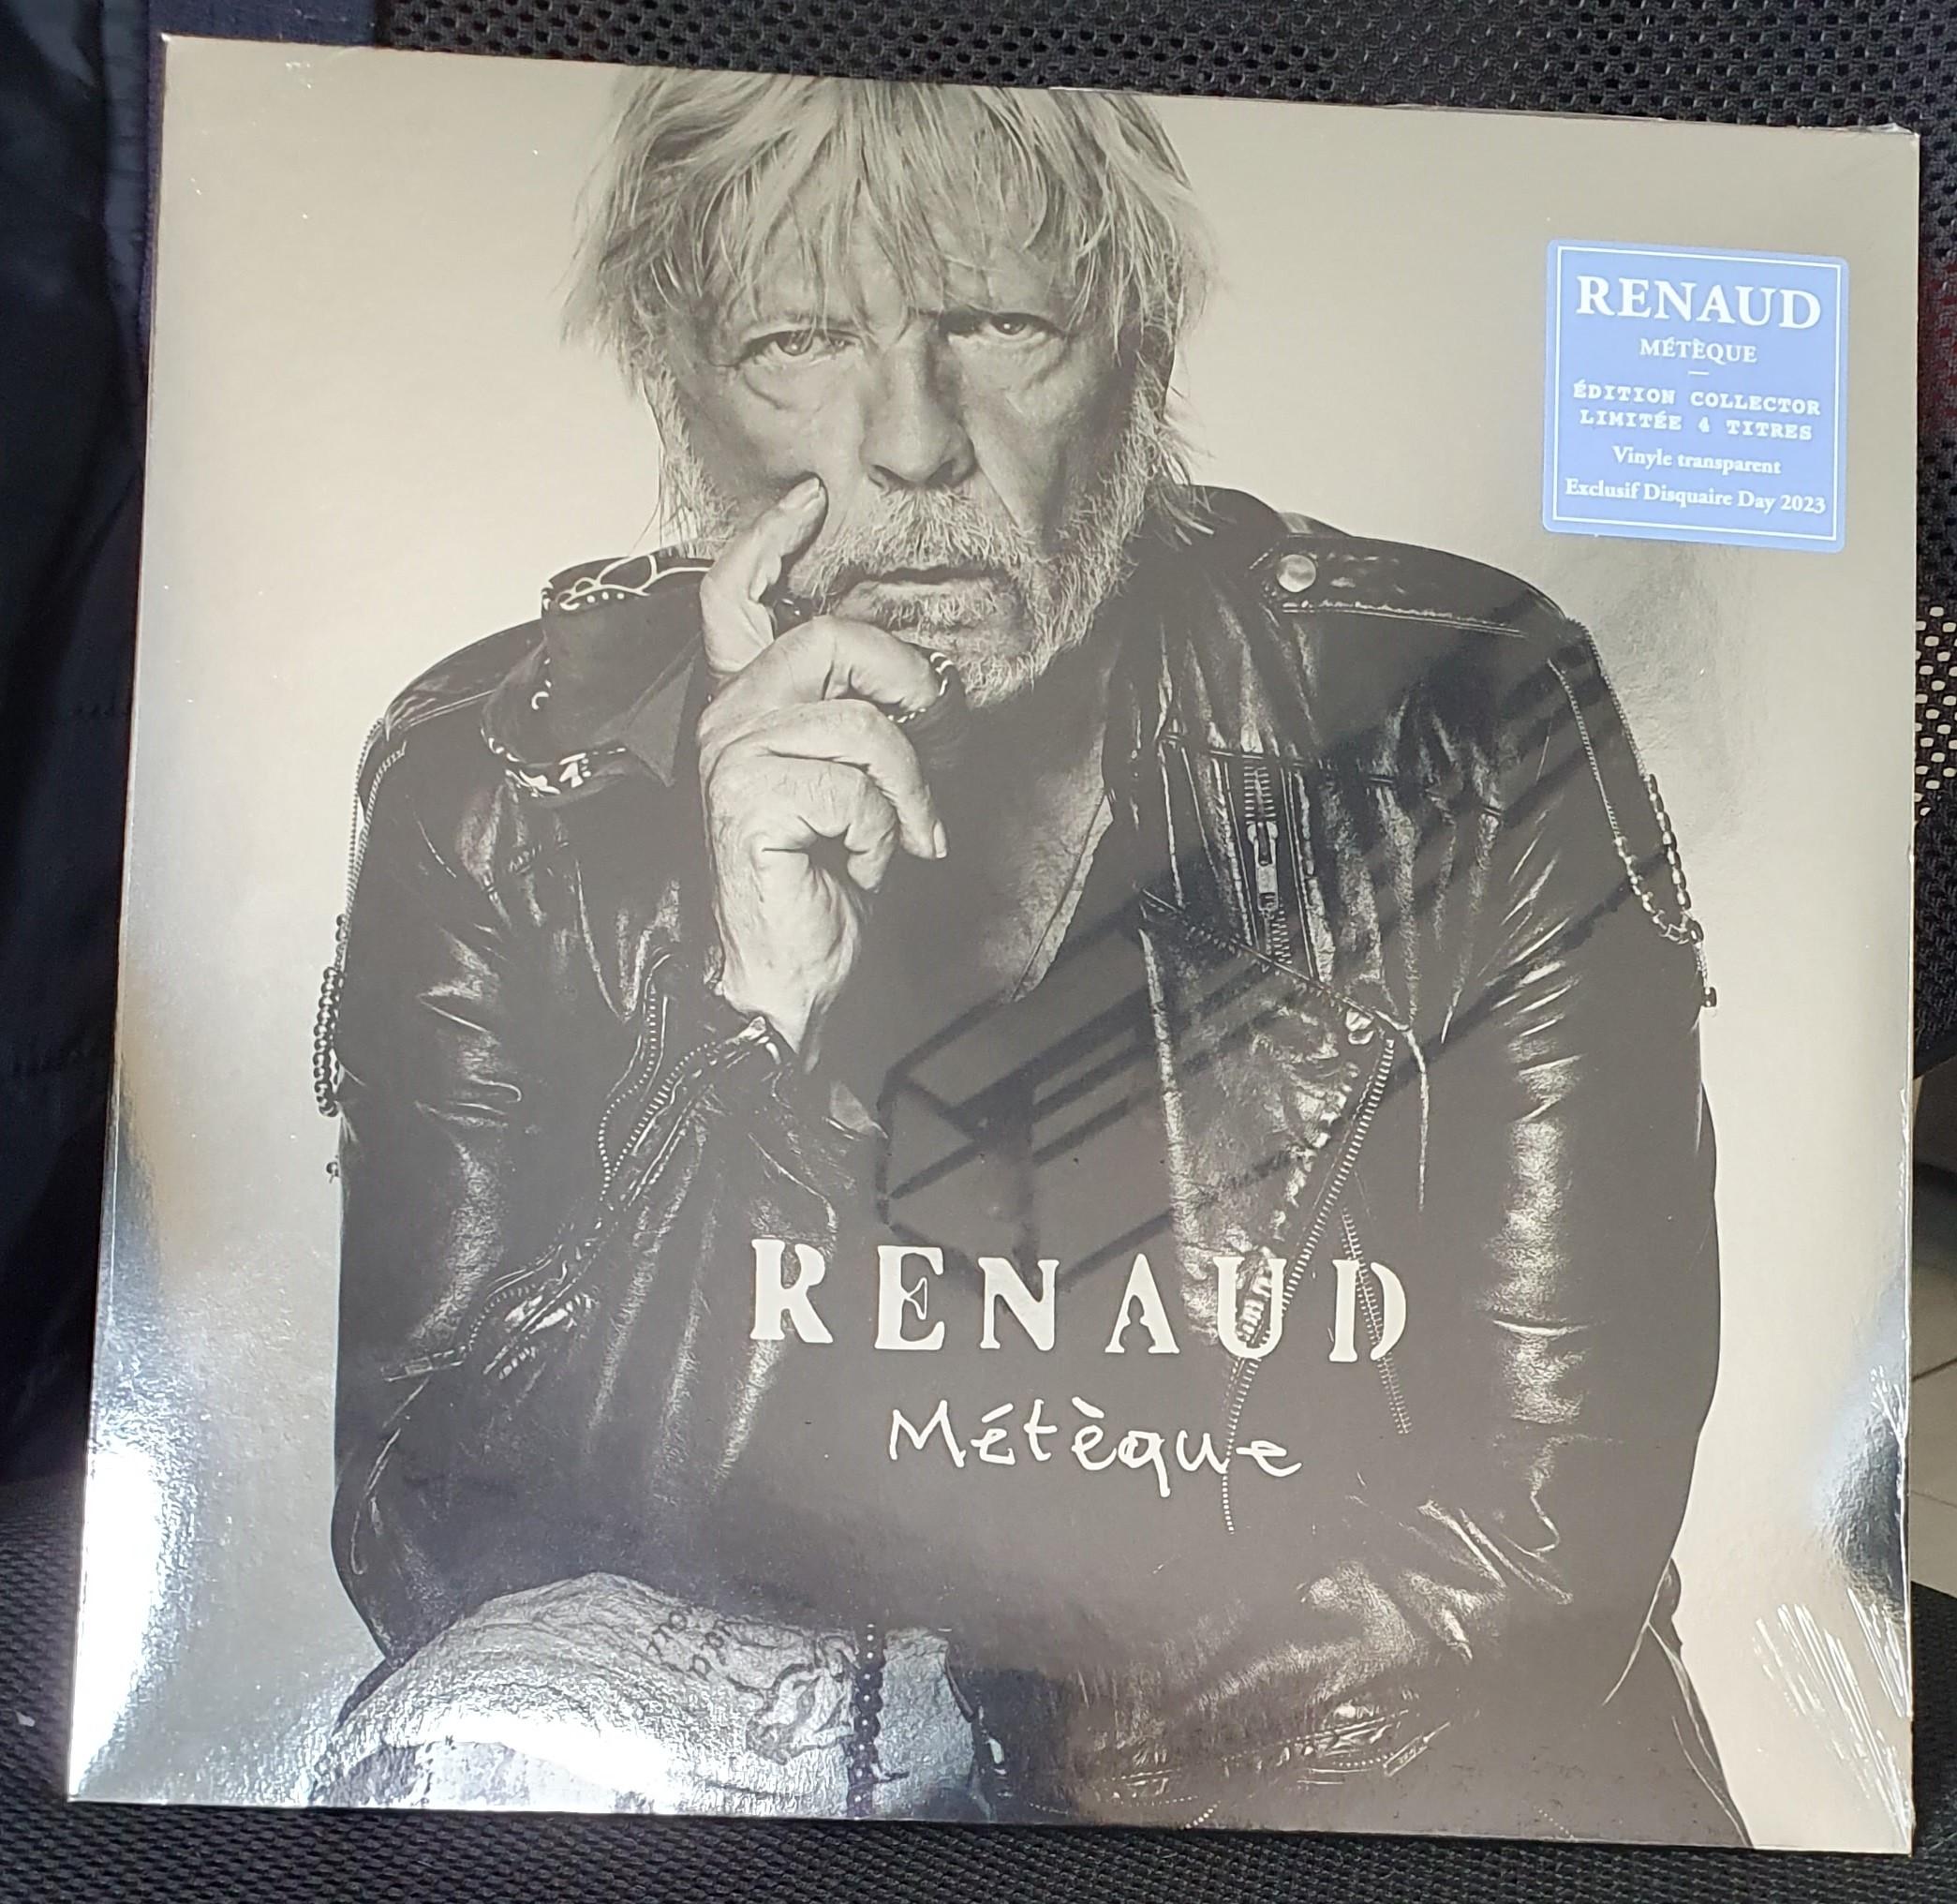 RENAUD
MÉTÈQUE
ÉDITION COLLECTOR
LIMITÉE 4 TITRES
Vinyle transparent
Exclusif Disquaire Day 2023
RENAUD
Métèque